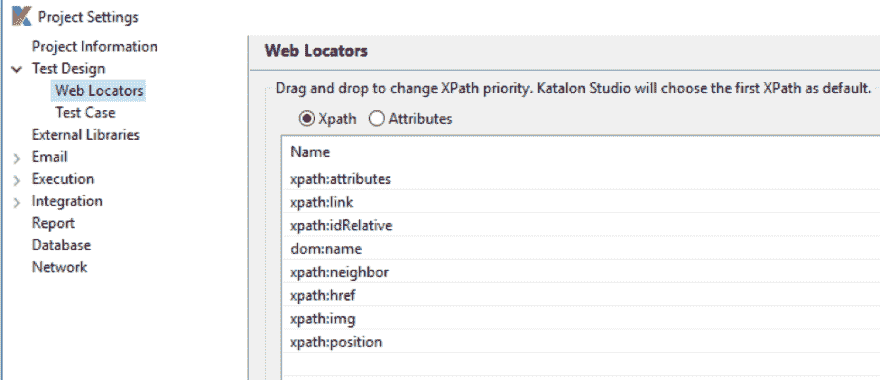 Project Settings
Project Information
Test Design
Web Locators
Test Case
External Libraries
Email
Execution
Integration
Report
Database
Network
Web Locators
Drag and drop to change XPath priority. Katalon Studio will choose the first XPath as default.
Xpath Attributes
Name
xpath:attributes
xpath:link
xpath:idRelative
dom:name
xpath:neighbor
xpath:href
xpath:img
xpath:position